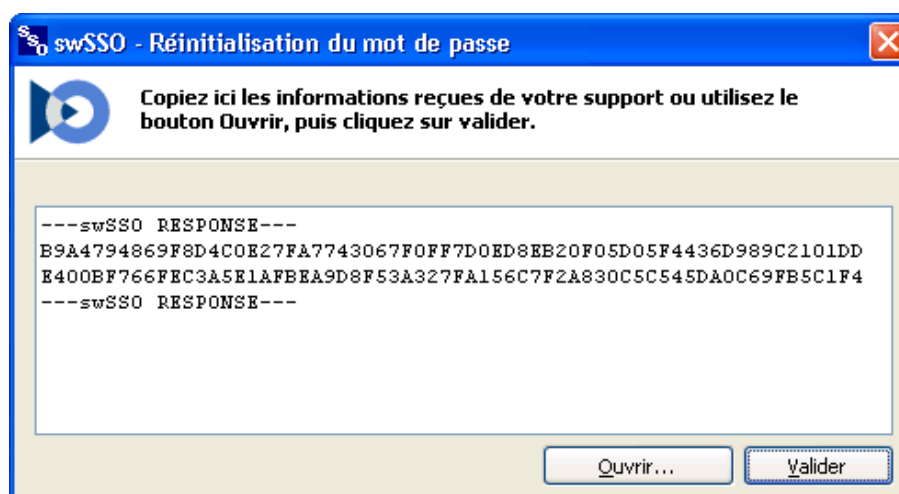 SSO swSSO - Réinitialisation du mot de passe
Copiez ici les informations reçues de votre support ou utilisez le
bouton Ouvrir, puis cliquez sur valider.
---swSSO RESPONSE---
B9A4794869F8D4C0E27FA7743067F0FF7D0ED8EB20F05D05F4436D989C2101DD
E400BF766FEC3A5E1AFBEA9D8F53A327FA156C7F2A830C5C545DA0C69FB5C1F4
---swSSO RESPONSE---
Ouvrir... Valider